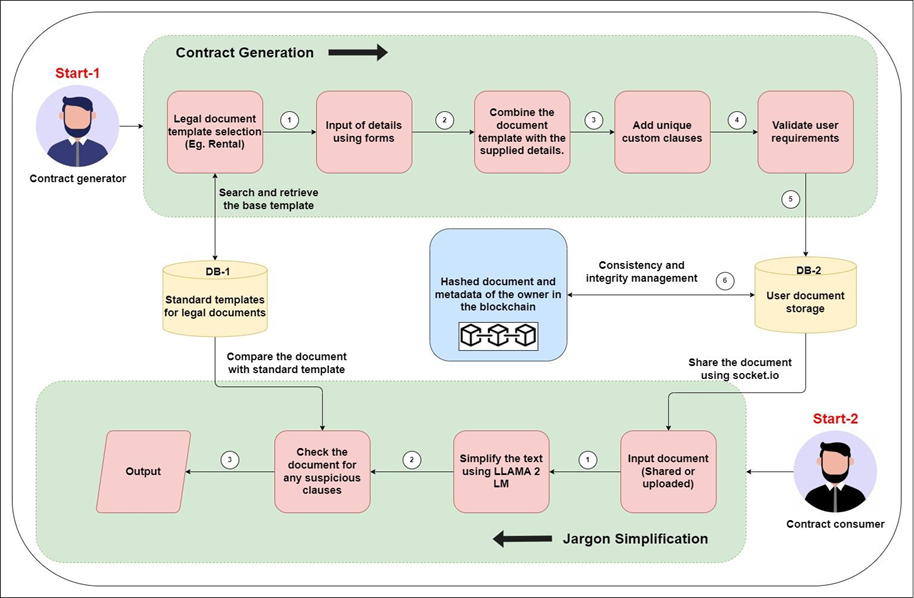 Contract Generation
Start-1
Contract generator
Legal document
template selection
(Eg. Rental)
1
Input of details
using forms
2
Combine the
document
template with the
supplied details.
3
Add unique
custom clauses
4
Validate user
requirements
5
Search and retrieve
the base template
DB-1
Standard templates
for legal documents
Hashed document and
metadata of the owner in
the blockchain
Consistency and
integrity management
6
DB-2
User document
storage
Compare the document
with standard template
Share the document
using socket.io
Start-2
Contract consumer
Input document
(Shared or
uploaded)
1
Simplify the text
using LLAMA 2
LM
2
Check the
document for
any suspicious
clauses
3
Output
Jargon Simplification